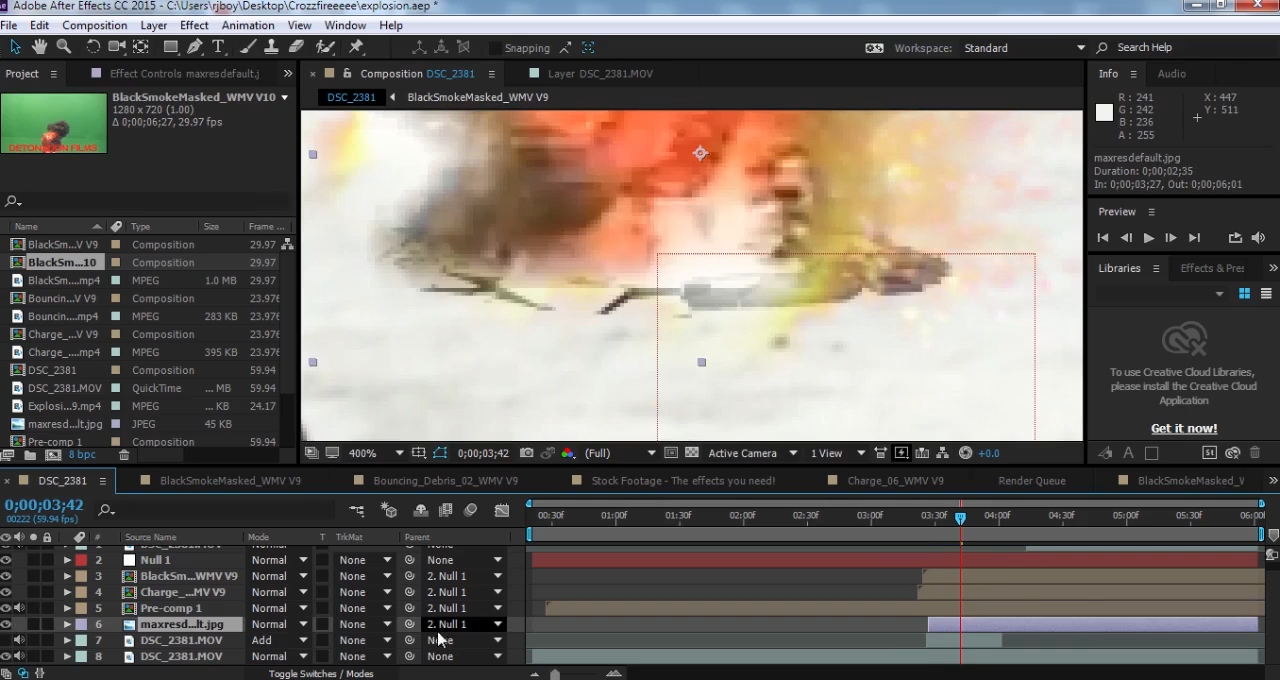 Adobe After Effects CC 2015 - C:\Users\rjboy\Desktop\Crozzfireeeee\explosion.aep *
File Edit Composition Layer Effect Animation View Window Help
Snapping Workspace: Standard Search Help
Project Effect Controls maxresdefault.j Composition DSC_2381 Layer DSC_2381.MOV Info Audio
DSC_2381 BlackSmokeMasked_WMV V9
BlackSmokeMasked_WMV V10
1280 x 720 (1.00)
Δ 0;00;06;27, 29.97 fps
DETONATION FILMS
R: 241 X: 447
G: 242 Y: 511
B: 236
A: 255
maxresdefault.jpg
Duration: 0;00;02;35
In: 0;00;03;27, Out: 0;00;06;01
Preview
Libraries Effects & Pres
To use Creative Cloud Libraries,
please install the Creative Cloud
Application
Get it now!
Name Type Size Frame ...
BlackSm...V V9 Composition 29.97
BlackSm...10 Composition 29.97
BlackSm....mp4 MPEG 1.0 MB 29.97
Bouncin...V V9 Composition 23.976
Bouncin....mp4 MPEG 283 KB 23.976
Charge_...V V9 Composition 23.976
Charge_....mp4 MPEG 395 KB 23.976
DSC_2381 Composition 59.94
DSC_2381.MOV QuickTime ... MB 59.94
Explosi...9.mp4 MPEG ... KB 24.17
maxresd...lt.jpg JPEG 45 KB
Pre-comp 1 Composition 59.94
8 bpc
400% 0;00;03;42 (Full) Active Camera 1 View +0.0
DSC_2381 BlackSmokeMasked_WMV V9 Bouncing_Debris_02_WMV V9 Stock Footage - The effects you need! Charge_06_WMV V9 Render Queue BlackSmokeMasked_V
0;00;03;42
00222 (59.94 fps)
00:30f 01:00f 01:30f 02:00f 02:30f 03:00f 03:30f 04:00f 04:30f 05:00f 05:30f 06:00f
# Source Name Mode T TrkMat Parent
2 Null 1 Normal None None
3 BlackSm...WMV V9 Normal None 2. Null 1
4 Charge_...MV V9 Normal None 2. Null 1
5 Pre-comp 1 Normal None 2. Null 1
6 maxresd...lt.jpg Normal None 2. Null 1
7 DSC_2381.MOV Add None None
8 DSC_2381.MOV Normal None None
Toggle Switches / Modes